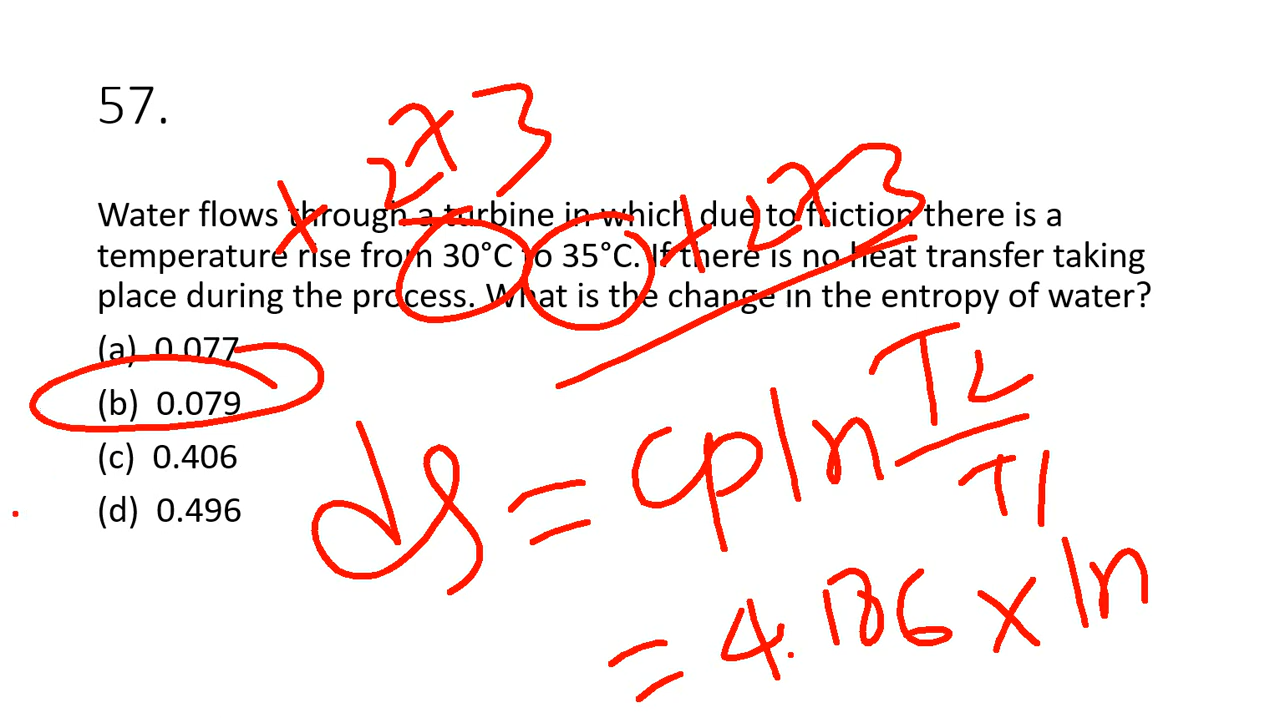 57.
× 273
× 273
Water flows through a turbine in which due to friction there is a
temperature rise from 30°C to 35°C. If there is no heat transfer taking
place during the process. What is the change in the entropy of water?
(a) 0.077
(b) 0.079
(c) 0.406
(d) 0.496
ds = cp ln T2/T1
= 4.186 × ln